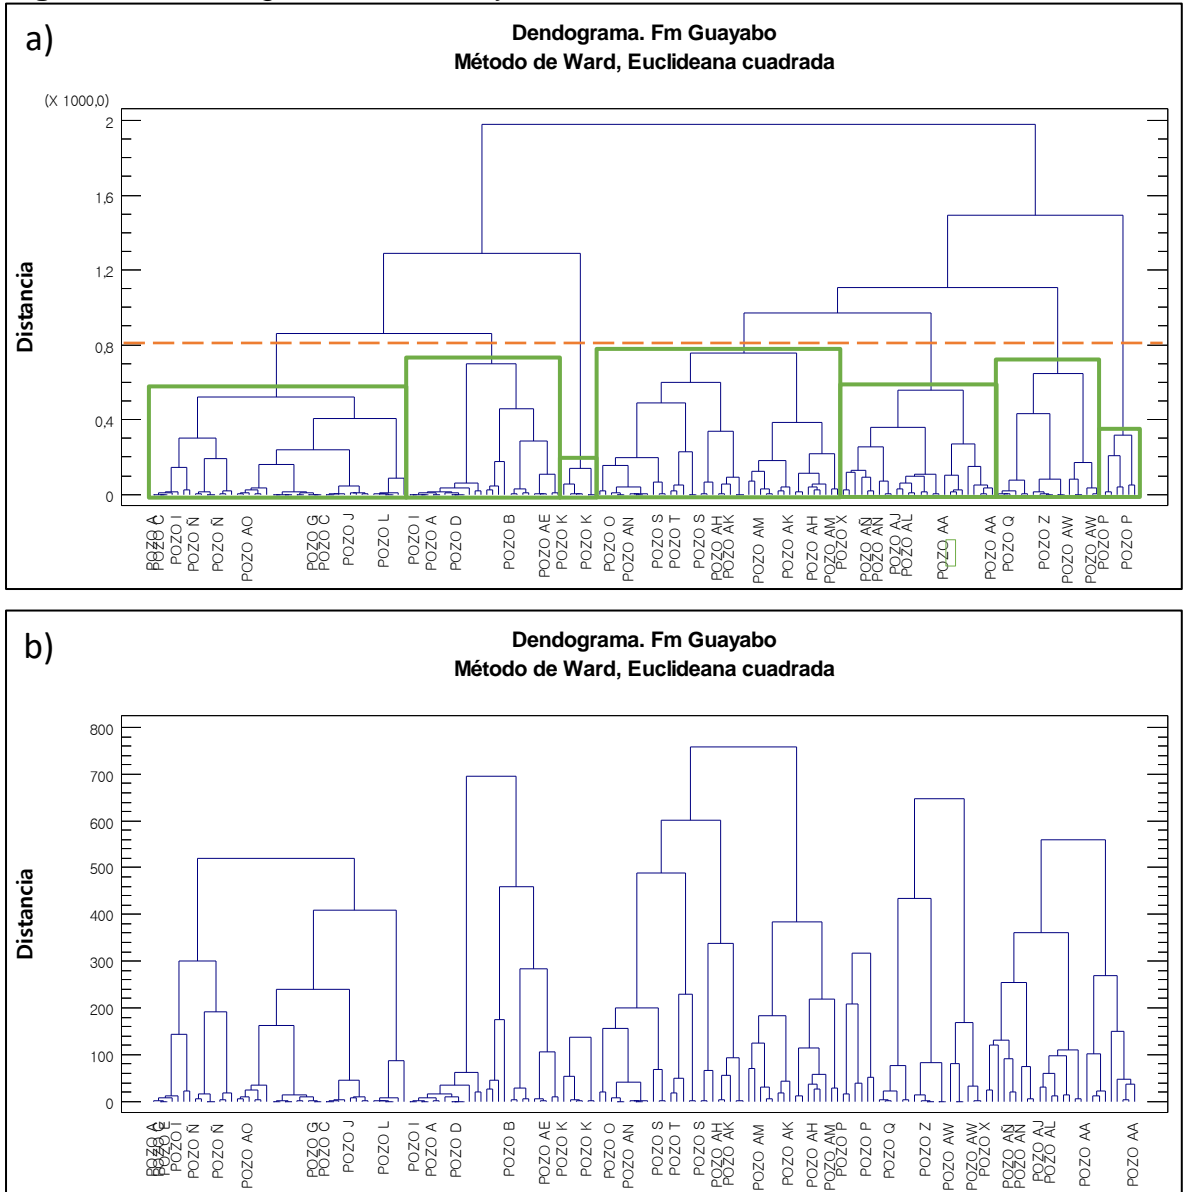 a)
Dendograma. Fm Guayabo
Método de Ward, Euclideana cuadrada
(X 1000,0)
Distancia
2
1,6
1,2
0,8
0,4
0
POZO A
POZO C
POZO I
POZO Ñ
POZO Ñ
POZO AO
POZO G
POZO C
POZO J
POZO L
POZO I
POZO A
POZO D
POZO B
POZO AE
POZO K
POZO K
POZO O
POZO AN
POZO S
POZO T
POZO S
POZO AH
POZO AK
POZO AM
POZO AK
POZO AH
POZO AM
POZO X
POZO AÑ
POZO AN
POZO AJ
POZO AL
POZO AA
POZO AA
POZO Q
POZO Z
POZO AW
POZO AW
POZO P
POZO P
b)
Dendograma. Fm Guayabo
Método de Ward, Euclideana cuadrada
Distancia
800
700
600
500
400
300
200
100
0
POZO A
POZO E
POZO I
POZO Ñ
POZO Ñ
POZO AO
POZO G
POZO C
POZO J
POZO L
POZO I
POZO A
POZO D
POZO B
POZO AE
POZO K
POZO K
POZO O
POZO AN
POZO S
POZO T
POZO S
POZO AH
POZO AK
POZO AM
POZO AK
POZO AH
POZO AM
POZO P
POZO P
POZO Q
POZO Z
POZO AW
POZO AW
POZO X
POZO AÑ
POZO AN
POZO AJ
POZO AL
POZO AA
POZO AA